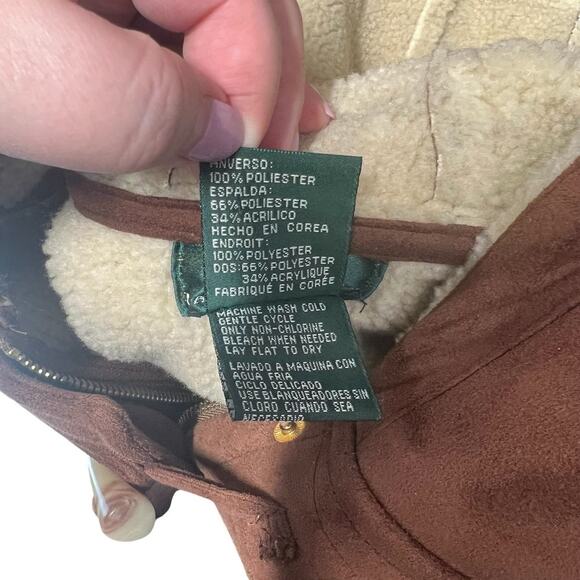 ANVERSO:
100% POLIESTER
ESPALDA:
66% POLIESTER
34% ACRILICO
HECHO EN COREA
ENDROIT:
100% POLYESTER
DOS: 66% POLYESTER
34% ACRYLIQUE
FABRIQUÉ EN CORÉE
MACHINE WASH COLD
GENTLE CYCLE
ONLY NON-CHLORINE
BLEACH WHEN NEEDED
LAY FLAT TO DRY
LAVADO A MAQUINA CON
AGUA FRIA
CICLO DELICADO
USE BLANQUEADORES SIN
CLORO CUANDO SEA
NECESARIO